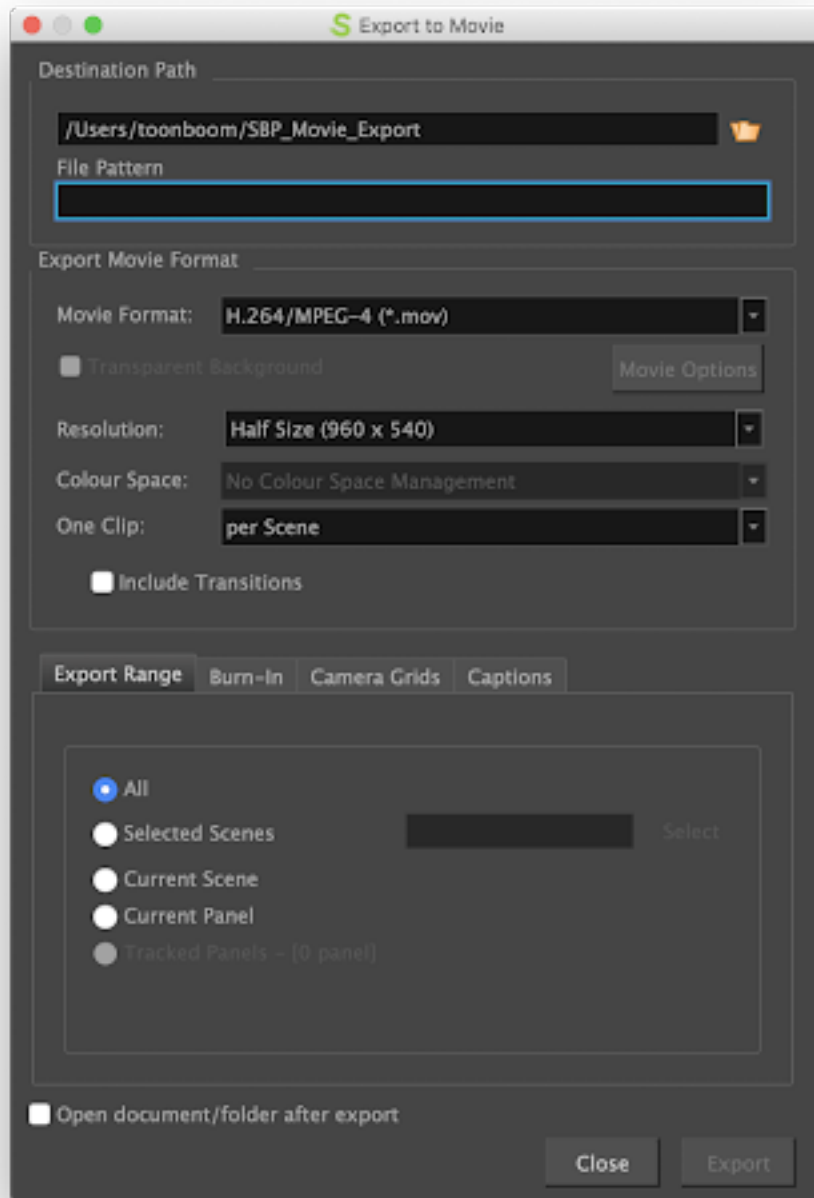 Export to Movie
Destination Path
/Users/toonboom/SBP_Movie_Export
File Pattern
Export Movie Format
Movie Format: H.264/MPEG-4 (*.mov)
Transparent Background Movie Options
Resolution: Half Size (960 x 540)
Colour Space: No Colour Space Management
One Clip: per Scene
Include Transitions
Export Range Burn-In Camera Grids Captions
All
Selected Scenes Select
Current Scene
Current Panel
Tracked Panels - [0 panel]
Open document/folder after export
Close Export